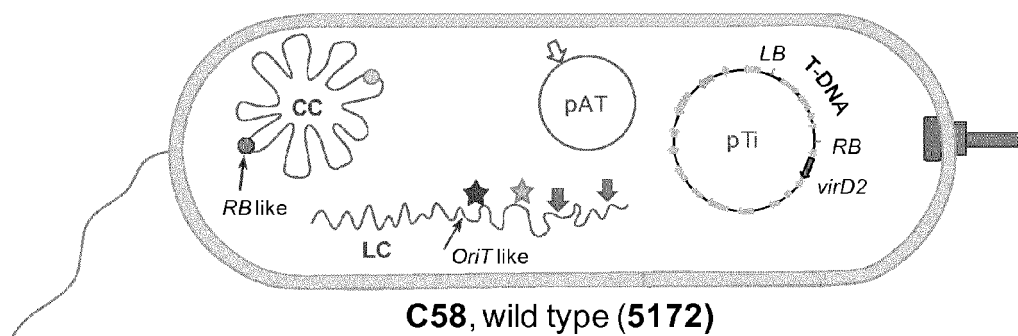 LB
T-DNA
CC
pAT
pTi
RB
virD2
RB like
LC
OriT like
C58, wild type (5172)